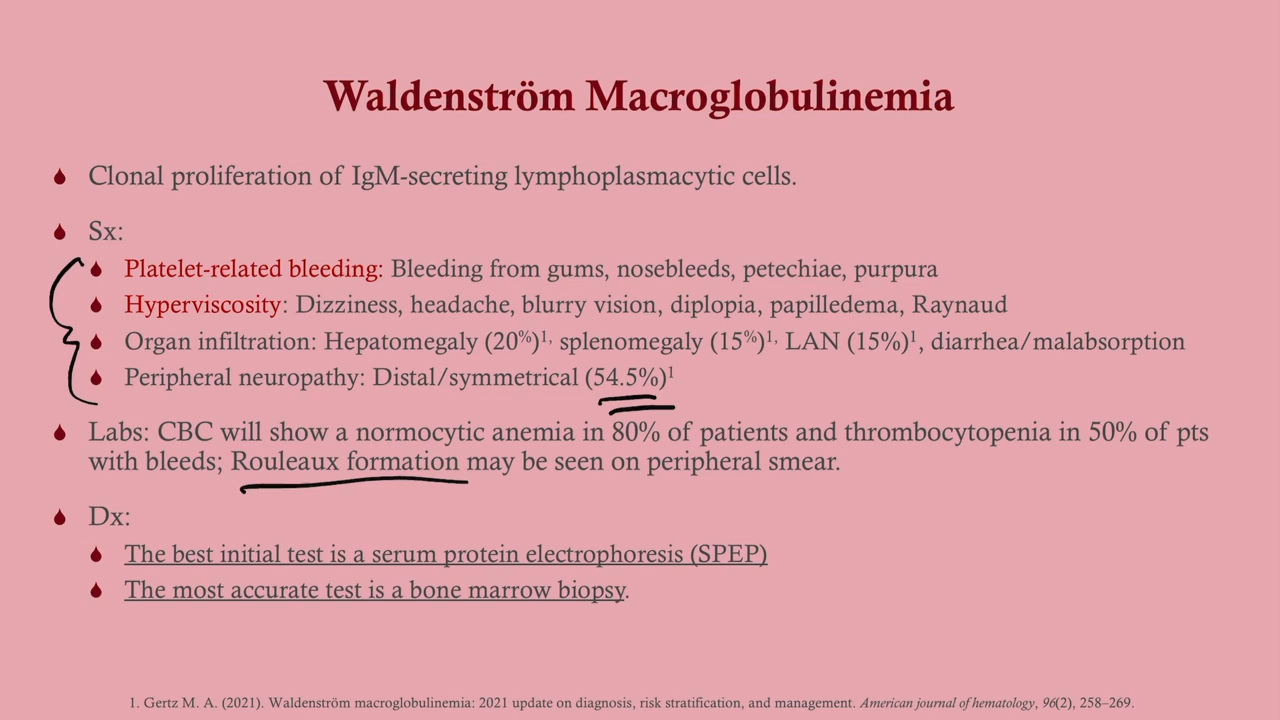 Waldenström Macroglobulinemia
Clonal proliferation of IgM-secreting lymphoplasmacytic cells.
Sx:
Platelet-related bleeding: Bleeding from gums, nosebleeds, petechiae, purpura
Hyperviscosity: Dizziness, headache, blurry vision, diplopia, papilledema, Raynaud
Organ infiltration: Hepatomegaly (20%)1, splenomegaly (15%)1, LAN (15%)1, diarrhea/malabsorption
Peripheral neuropathy: Distal/symmetrical (54.5%)1
Labs: CBC will show a normocytic anemia in 80% of patients and thrombocytopenia in 50% of pts
with bleeds; Rouleaux formation may be seen on peripheral smear.
Dx:
The best initial test is a serum protein electrophoresis (SPEP)
The most accurate test is a bone marrow biopsy.
1. Gertz M. A. (2021). Waldenström macroglobulinemia: 2021 update on diagnosis, risk stratification, and management. American journal of hematology, 96(2), 258–269.